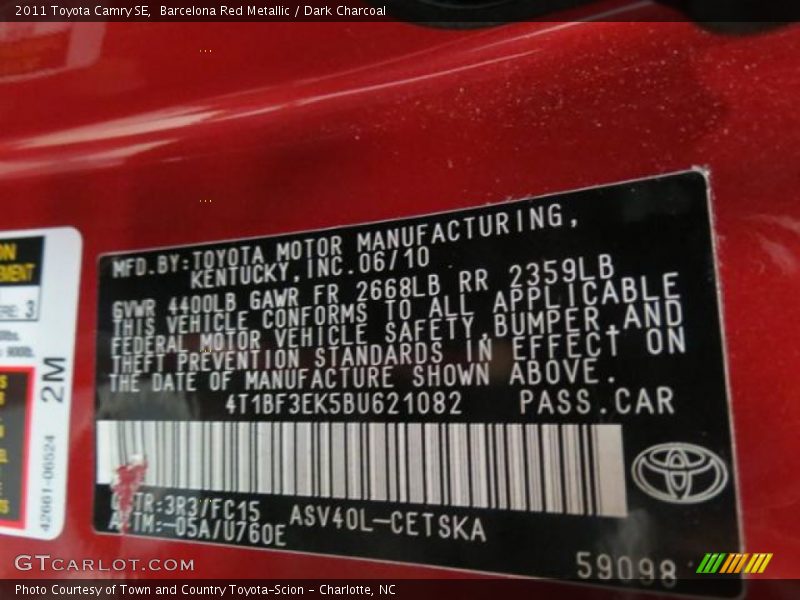 2011 Toyota Camry SE, Barcelona Red Metallic / Dark Charcoal
MFD.BY:TOYOTA MOTOR MANUFACTURING,
KENTUCKY,INC.06/10
GVWR 4400LB GAWR FR 2668LB RR 2359LB
THIS VEHICLE CONFORMS TO ALL APPLICABLE
FEDERAL MOTOR VEHICLE SAFETY,BUMPER,AND
THEFT PREVENTION STANDARDS IN EFFECT ON
THE DATE OF MANUFACTURE SHOWN ABOVE.
4T1BF3EK5BU621082 PASS.CAR
TR:3R3/FC15 ASV40L-CETSKA
A/TM:-05A/U760E
59098
2M
42661-06524
GTCARLOT.COM
Photo Courtesy of Town and Country Toyota-Scion - Charlotte, NC